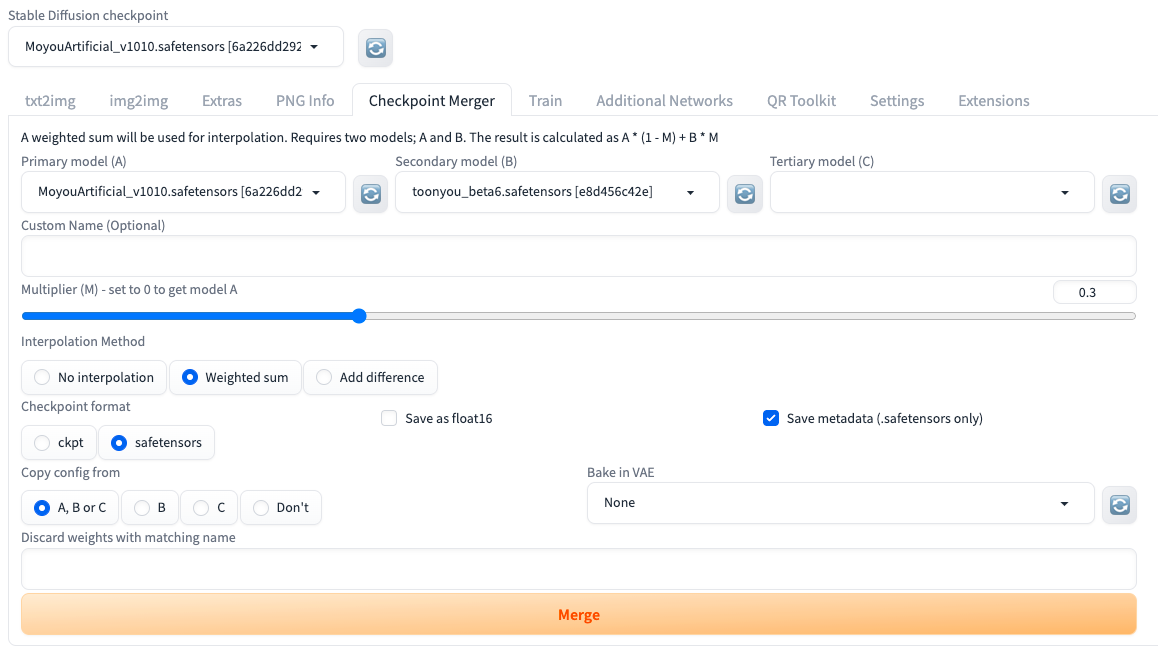 Stable Diffusion checkpoint
MoyouArtificial_v1010.safetensors [6a226dd292
txt2img img2img Extras PNG Info Checkpoint Merger Train Additional Networks QR Toolkit Settings Extensions
A weighted sum will be used for interpolation. Requires two models; A and B. The result is calculated as A * (1 - M) + B * M
Primary model (A) Secondary model (B) Tertiary model (C)
MoyouArtificial_v1010.safetensors [6a226dd2 toonyou_beta6.safetensors [e8d456c42e]
Custom Name (Optional)
Multiplier (M) - set to 0 to get model A 0.3
Interpolation Method
No interpolation Weighted sum Add difference
Checkpoint format
Save as float16 Save metadata (.safetensors only)
ckpt safetensors
Copy config from Bake in VAE
A, B or C B C Don't None
Discard weights with matching name
Merge